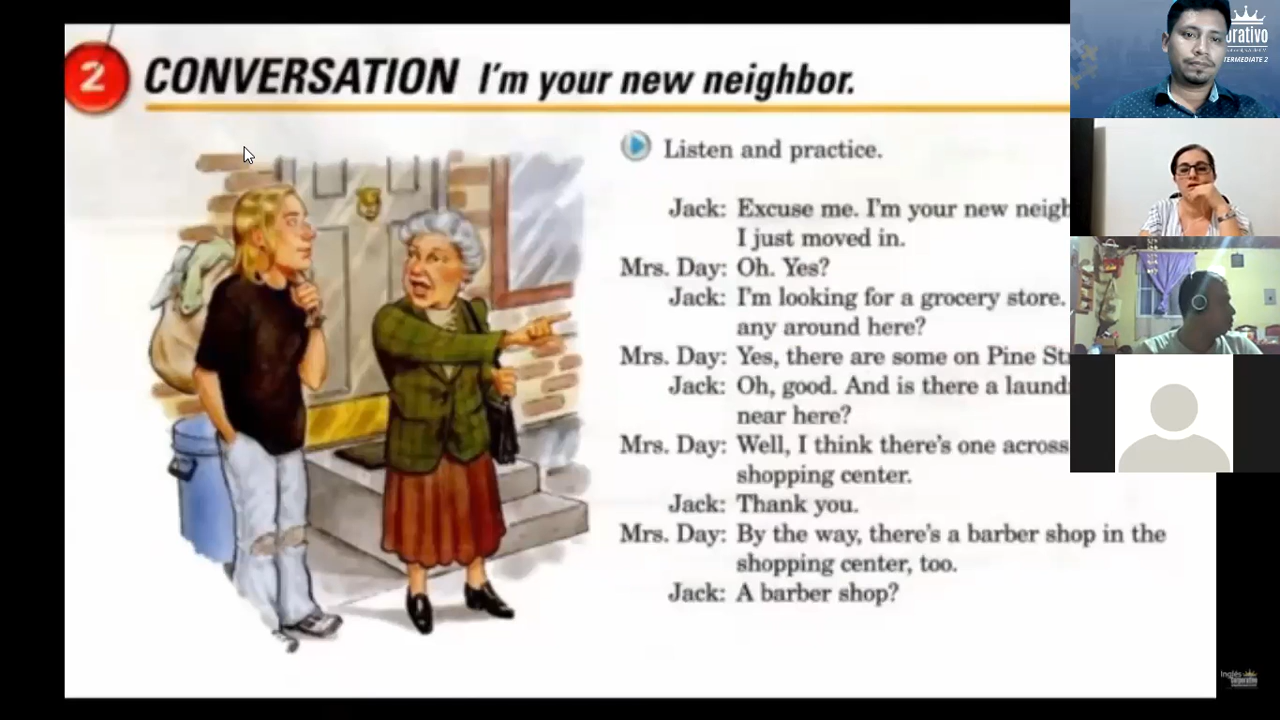 2 CONVERSATION I'm your new neighbor.
Listen and practice.
Jack: Excuse me. I'm your new
I just moved in.
Mrs. Day: Oh. Yes?
Jack: I'm looking for a grocery store.
any around here?
Mrs. Day: Yes, there are some on Pine
Jack: Oh, good. And is there a
near here?
Mrs. Day: Well, I think there's one across
shopping center.
Jack: Thank you.
Mrs. Day: By the way, there's a barber shop in the
shopping center, too.
Jack: A barber shop?